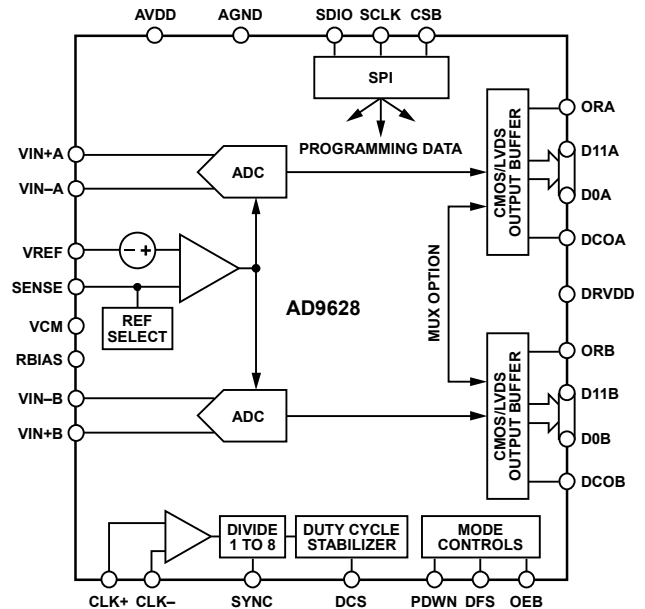 AVDD
AGND
SDIO
SCLK
CSB
SPI
PROGRAMMING DATA
VIN+A
VIN–A
ADC
VREF
– +
SENSE
REF
SELECT
AD9628
VCM
RBIAS
VIN–B
VIN+B
ADC
MUX OPTION
CMOS/LVDS
OUTPUT BUFFER
ORA
D11A
D0A
DCOA
DRVDD
CMOS/LVDS
OUTPUT BUFFER
ORB
D11B
D0B
DCOB
DIVIDE
1 TO 8
DUTY CYCLE
STABILIZER
MODE
CONTROLS
CLK+
CLK–
SYNC
DCS
PDWN
DFS
OEB